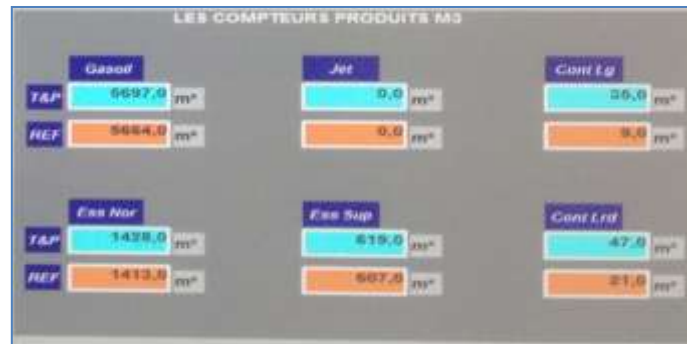 LES COMPTEURS PRODUITS M3
Gasoil Jet Cont Lg
T&P 6697,0 m³ 0,0 m³ 35,0 m³
REF 5664,0 m³ 0,0 m³ 9,0 m³
Ess Nor Ess Sup Cont Lrd
T&P 1428,0 m³ 619,0 m³ 47,0 m³
REF 1413,0 m³ 607,0 m³ 21,0 m³